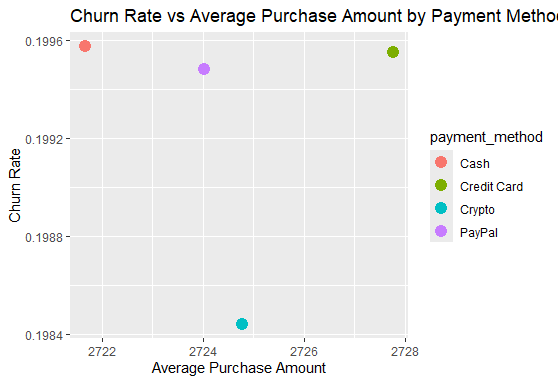 Churn Rate vs Average Purchase Amount by Payment Metho
0.1996
0.1992
0.1988
0.1984
Churn Rate
2722
2724
2726
2728
Average Purchase Amount
payment_method
Cash
Credit Card
Crypto
PayPal